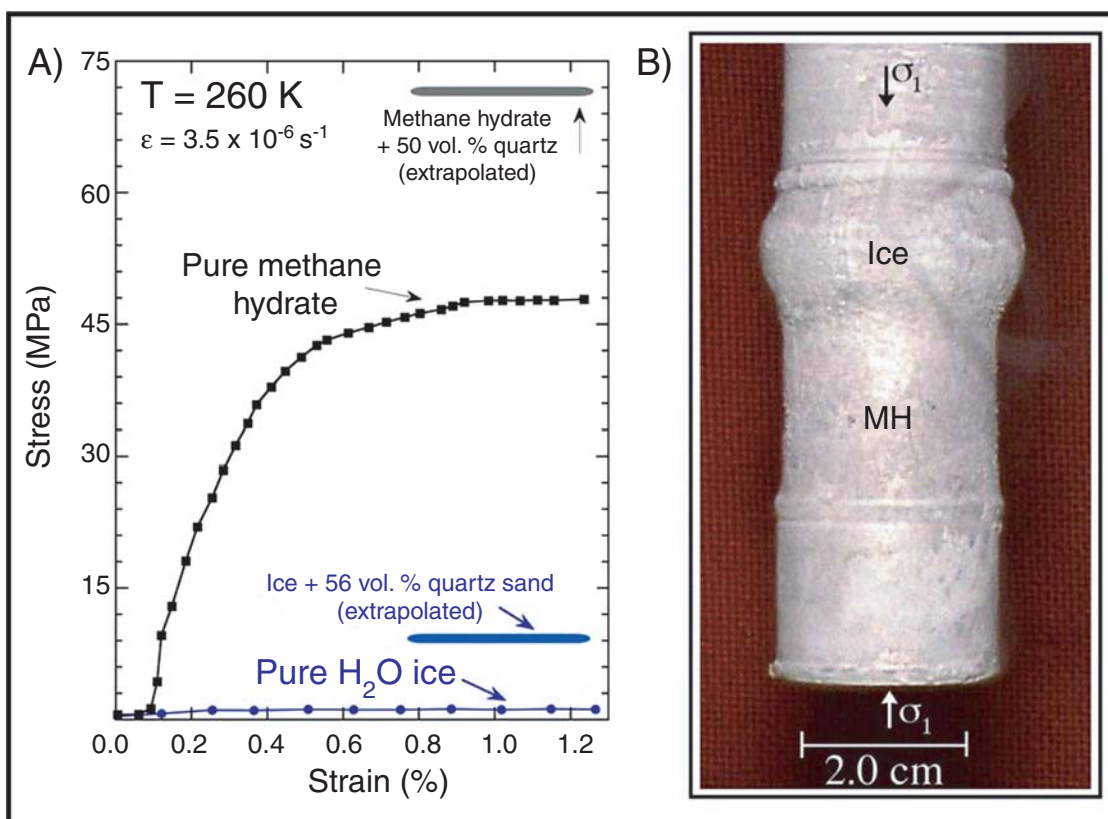 A)
T = 260 K
ε = 3.5 x 10⁻⁶ s⁻¹
Methane hydrate
+ 50 vol. % quartz
(extrapolated)
Pure methane
hydrate
Ice + 56 vol. % quartz sand
(extrapolated)
Pure H₂O ice
75
60
45
30
15
Stress (MPa)
0.0 0.2 0.4 0.6 0.8 1.0 1.2
Strain (%)
B)
σ₁
Ice
MH
σ₁
2.0 cm